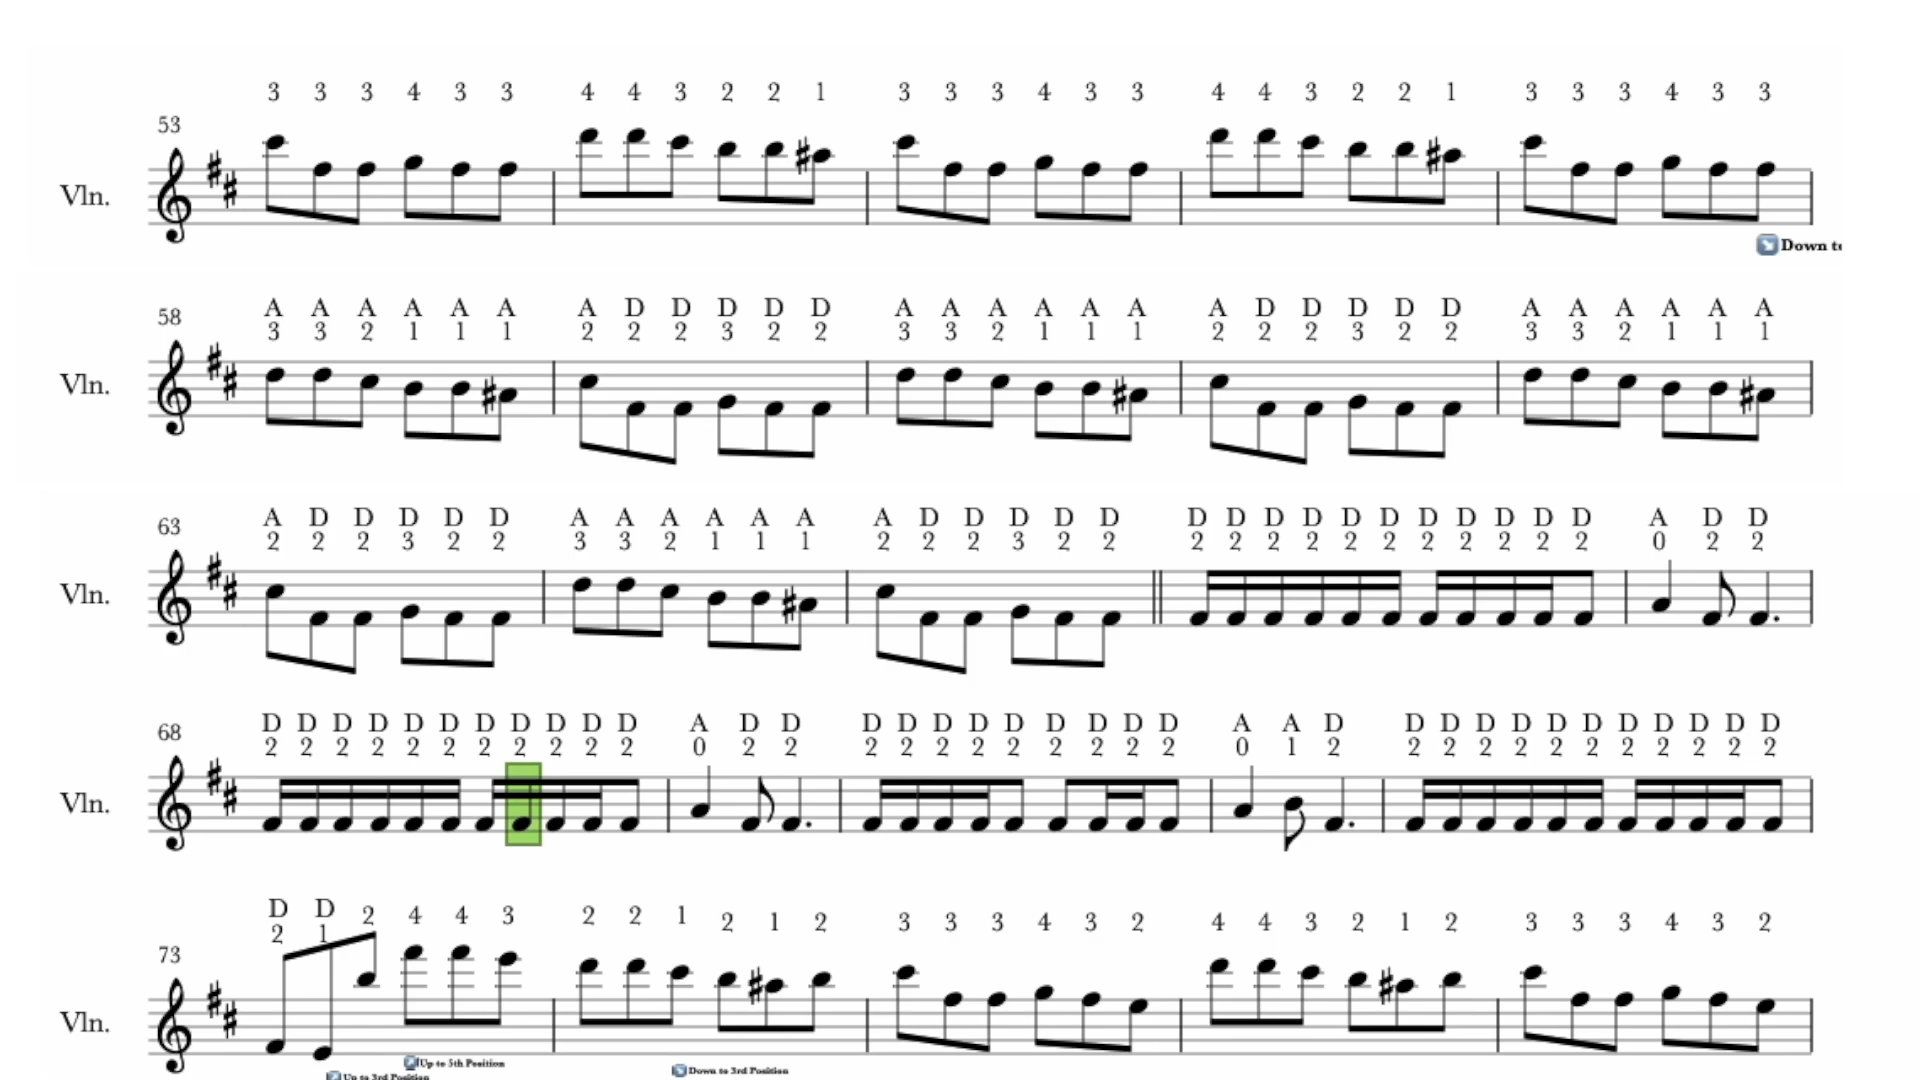 3 3 3 4 3 3 4 4 3 2 2 1 3 3 3 4 3 3 4 4 3 2 2 1 3 3 3 4 3 3
53
Vln.
Down to
A A A A A A A D D D D D A A A A A A A D D D D D A A A A A A
58 3 3 2 1 1 1 2 2 2 3 2 2 3 3 2 1 1 1 2 2 2 3 2 2 3 3 2 1 1 1
Vln.
A D D D D D A A A A A A A D D D D D D D D D D D D D D D D A D D
63 2 2 2 3 2 2 3 3 2 1 1 1 2 2 2 3 2 2 2 2 2 2 2 2 2 2 2 2 2 0 2 2
Vln.
D D D D D D D D D D D A D D D D D D D D D D D A A D D D D D D D D D D D D
68 2 2 2 2 2 2 2 2 2 2 2 0 2 2 2 2 2 2 2 2 2 2 2 0 1 2 2 2 2 2 2 2 2 2 2 2 2
Vln.
D D 2 4 4 3 2 2 1 2 1 2 3 3 3 4 3 2 4 4 3 2 1 2 3 3 3 4 3 2
2 1
73
Vln.
Up to 5th Position
Up to 3rd Position
Down to 3rd Position